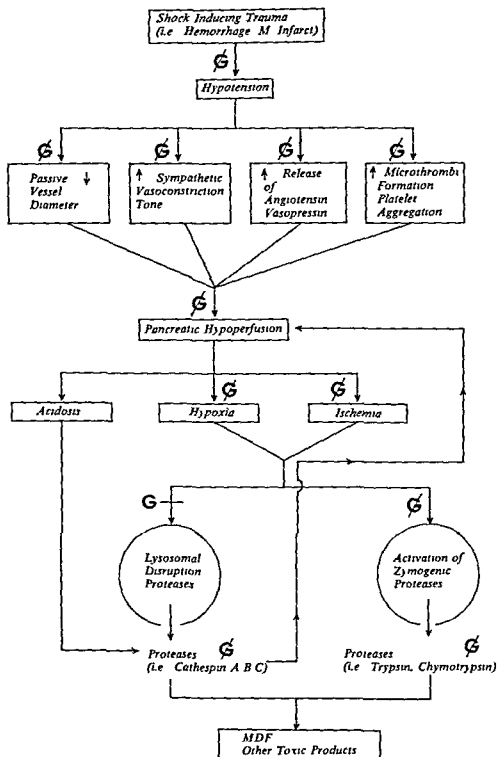 Shock Inducing Trauma
(i.e Hemorrhage M Infarct)
G
Hypotension
G G G G
Passive ↓
Vessel
Diameter
↑ Sympathetic
Vasoconstriction
Tone
↑ Release
of
Angiotensin
Vasopressin
↑ Microthrombi
Formation
Platelet
Aggregation
G
Pancreatic Hypoperfusion
G G
Acidosis
Hypoxia
Ischemia
G G
Lysosomal
Disruption
Proteases
Activation of
Zymogenic
Proteases
Proteases G
(i.e Cathespin A B C)
Proteases G
(i.e Trypsin, Chymotrypsin)
MDF
Other Toxic Products